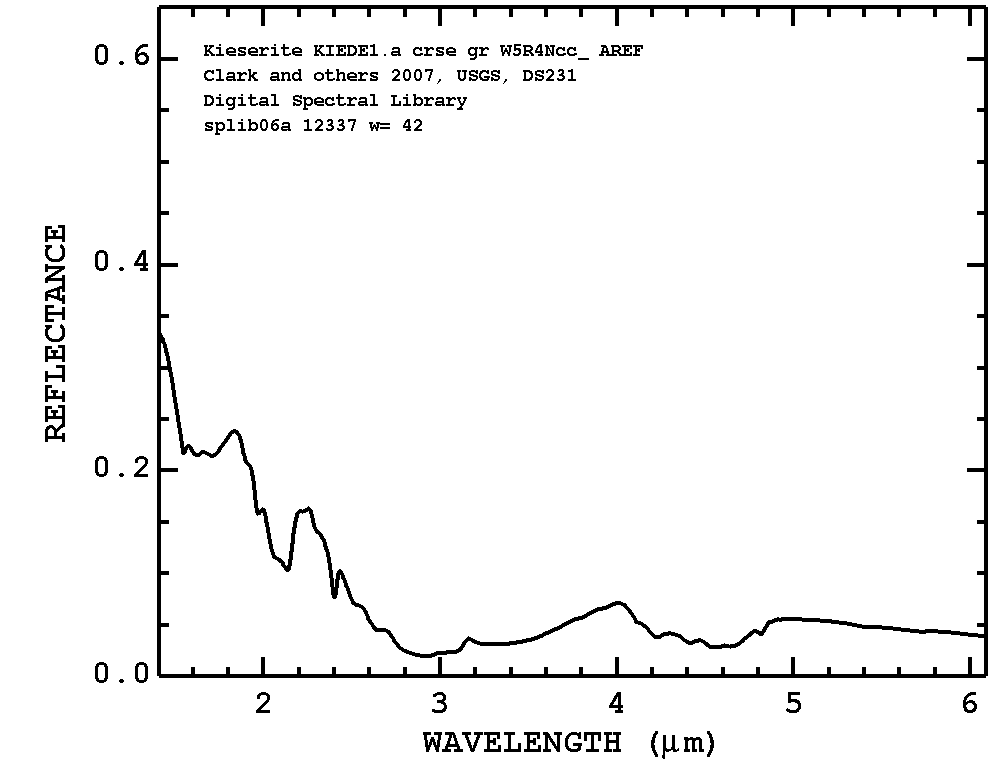 Kieserite KIEDE1.a crse gr W5R4Ncc_ AREF
Clark and others 2007, USGS, DS231
Digital Spectral Library
splib06a 12337 w= 42
0.6
0.4
0.2
0.0
REFLECTANCE
2 3 4 5 6
WAVELENGTH (μm)